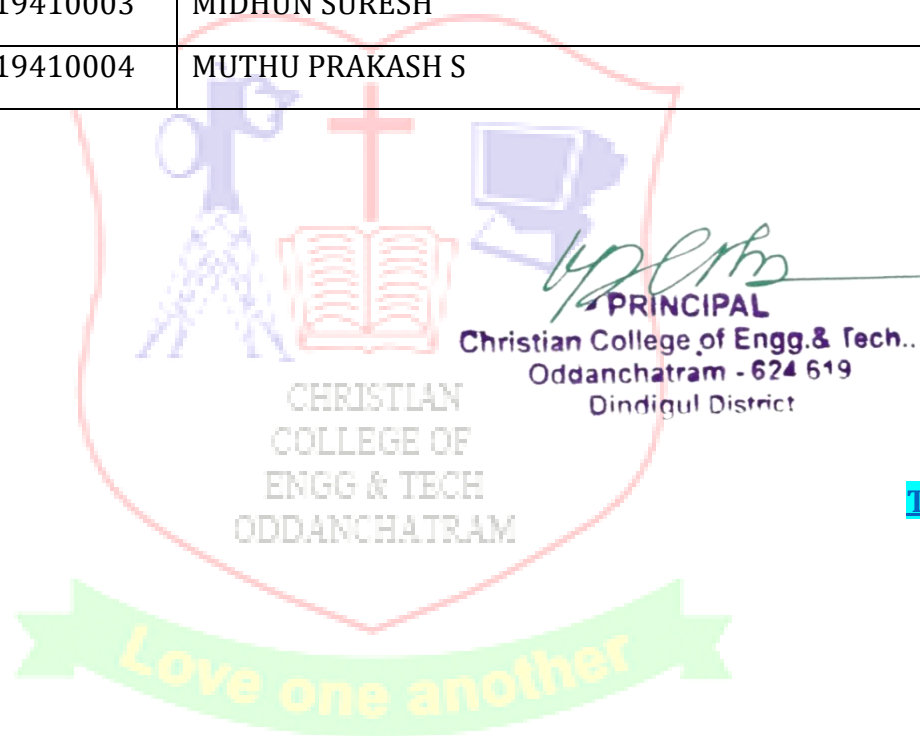 19410003 MIDHUN SURESH
19410004 MUTHU PRAKASH S
PRINCIPAL
Christian College of Engg.& Tech..
Oddanchatram - 624 619
Dindigul District
CHRISTIAN
COLLEGE OF
ENGG & TECH
ODDANCHATRAM
T
Love one another